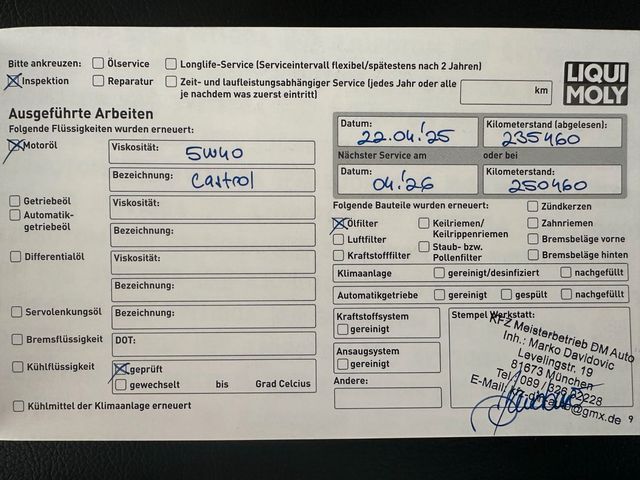 Bitte ankreuzen: Ölservice Longlife-Service (Serviceintervall flexibel/spätestens nach 2 Jahren)
Inspektion Reparatur Zeit- und laufleistungsabhängiger Service (jedes Jahr oder alle
je nachdem was zuerst eintritt) km
LIQUI
MOLY
Ausgeführte Arbeiten
Folgende Flüssigkeiten wurden erneuert:
Motoröl Viskosität: 5W40
Bezeichnung: Castrol
Getriebeöl Viskosität:
Automatik-
getriebeöl
Bezeichnung:
Differentialöl Viskosität:
Bezeichnung:
Servolenkungsöl Bezeichnung:
Bremsflüssigkeit DOT:
Kühlflüssigkeit geprüft
gewechselt bis Grad Celcius
Kühlmittel der Klimaanlage erneuert
Datum: 22.04.'25 Kilometerstand (abgelesen): 235460
Nächster Service am oder bei
Datum: 04.'26 Kilometerstand: 250460
Folgende Bauteile wurden erneuert: Zündkerzen
Ölfilter Keilriemen/ Zahnriemen
Keilrippenriemen
Luftfilter Staub- bzw. Bremsbeläge vorne
Pollenfilter
Kraftstofffilter Bremsbeläge hinten
Klimaanlage gereinigt/desinfiziert nachgefüllt
Automatikgetriebe gereinigt gespült nachgefüllt
Kraftstoffsystem
gereinigt
Ansaugsystem
gereinigt
Andere:
Stempel Werkstatt:
KFZ Meisterbetrieb DM Auto
Inh.: Marko Davidovic
Levelingstr. 19
81673 München
Tel. 089 / 326 52228
E-Mail: @gmx.de
9